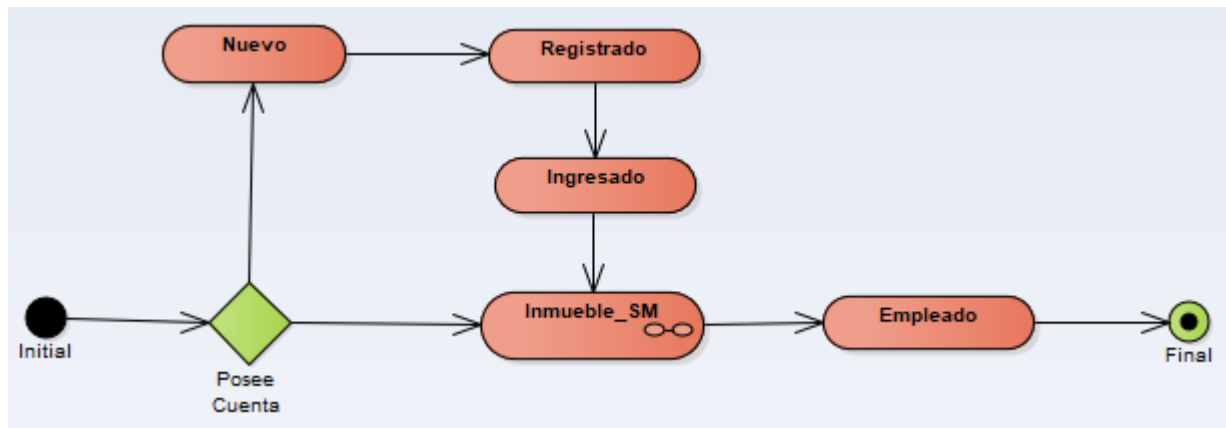 Nuevo
Registrado
Ingresado
Initial
Posee
Cuenta
Inmueble_SM
Empleado
Final